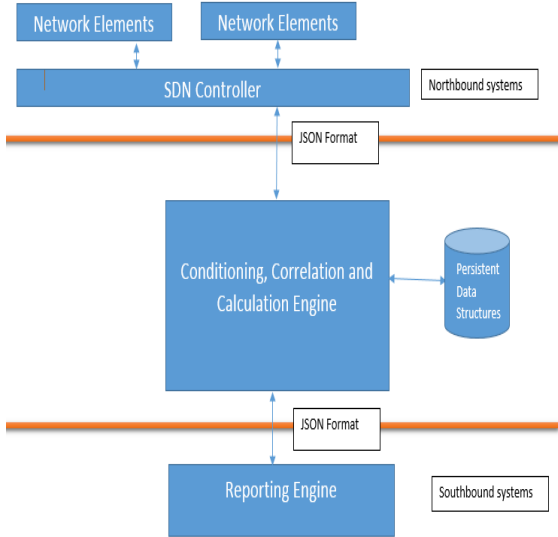 Network Elements
Network Elements
SDN Controller
Northbound systems
JSON Format
Conditioning, Correlation and
Calculation Engine
Persistent
Data
Structures
JSON Format
Reporting Engine
Southbound systems